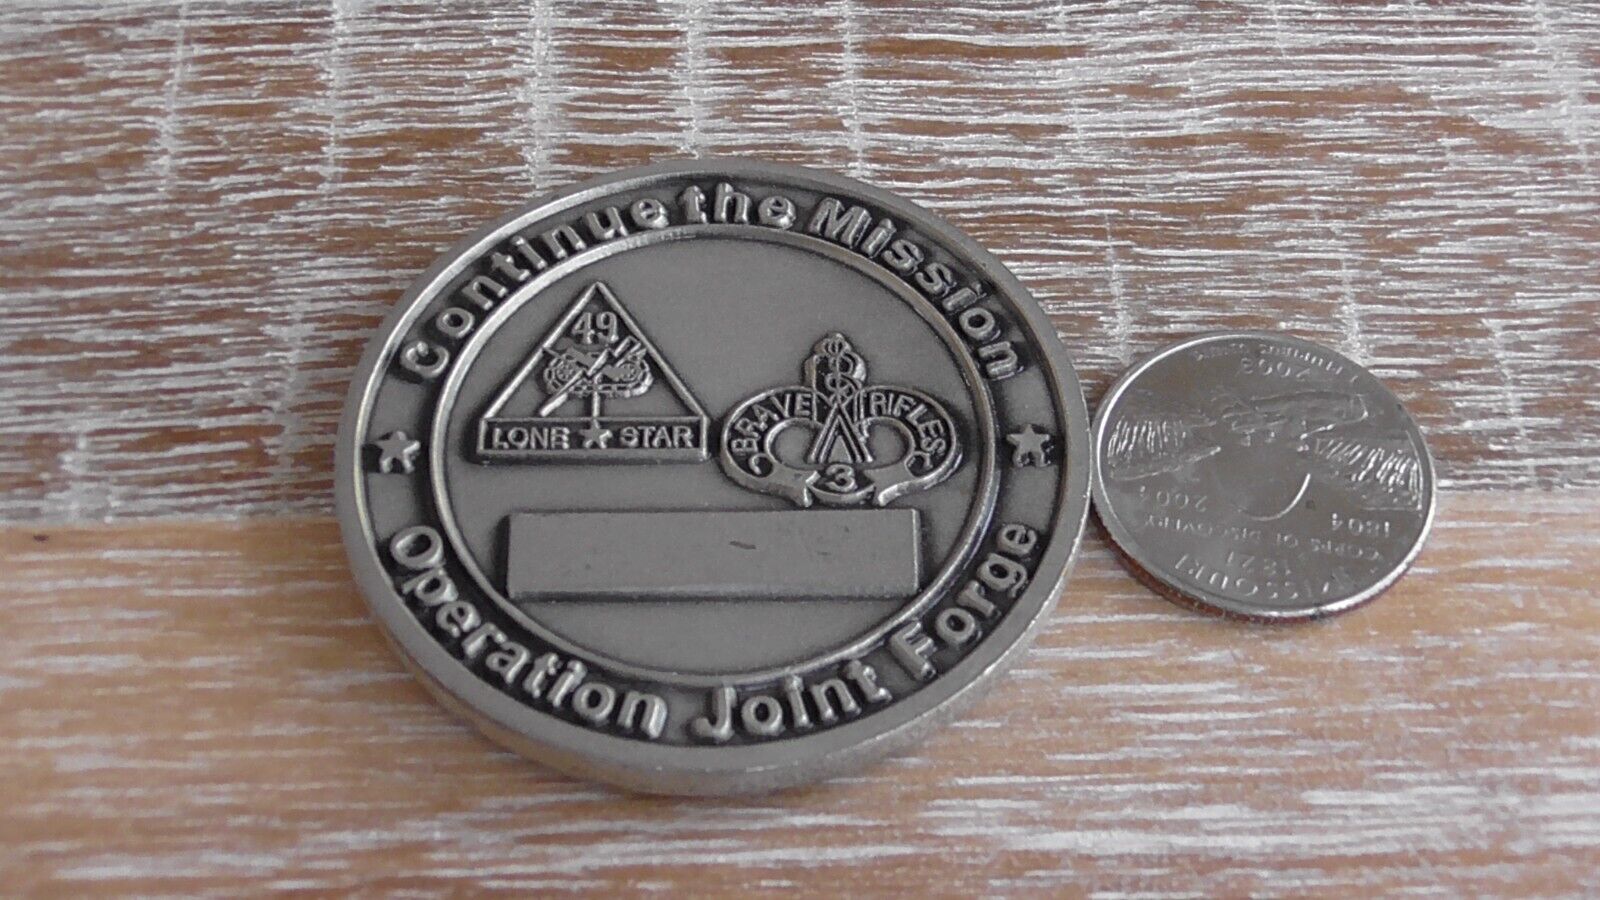 Continue the Mission
49
LONE STAR
BRAVE RIFLES
3
Operation Joint Forge
MISSOURI
1821
CORPS OF DISCOVERY
1804
2004
2003